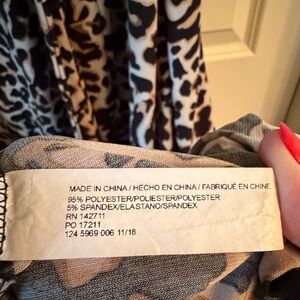 MADE IN CHINA / HECHO EN CHINA / FABRIQUÉ EN CHINE
95% POLYESTER/POLIESTER/POLYESTER
5% SPANDEX/ELASTANO/SPANDEX
RN 142711
PO 17211
124 5969 006 11/18